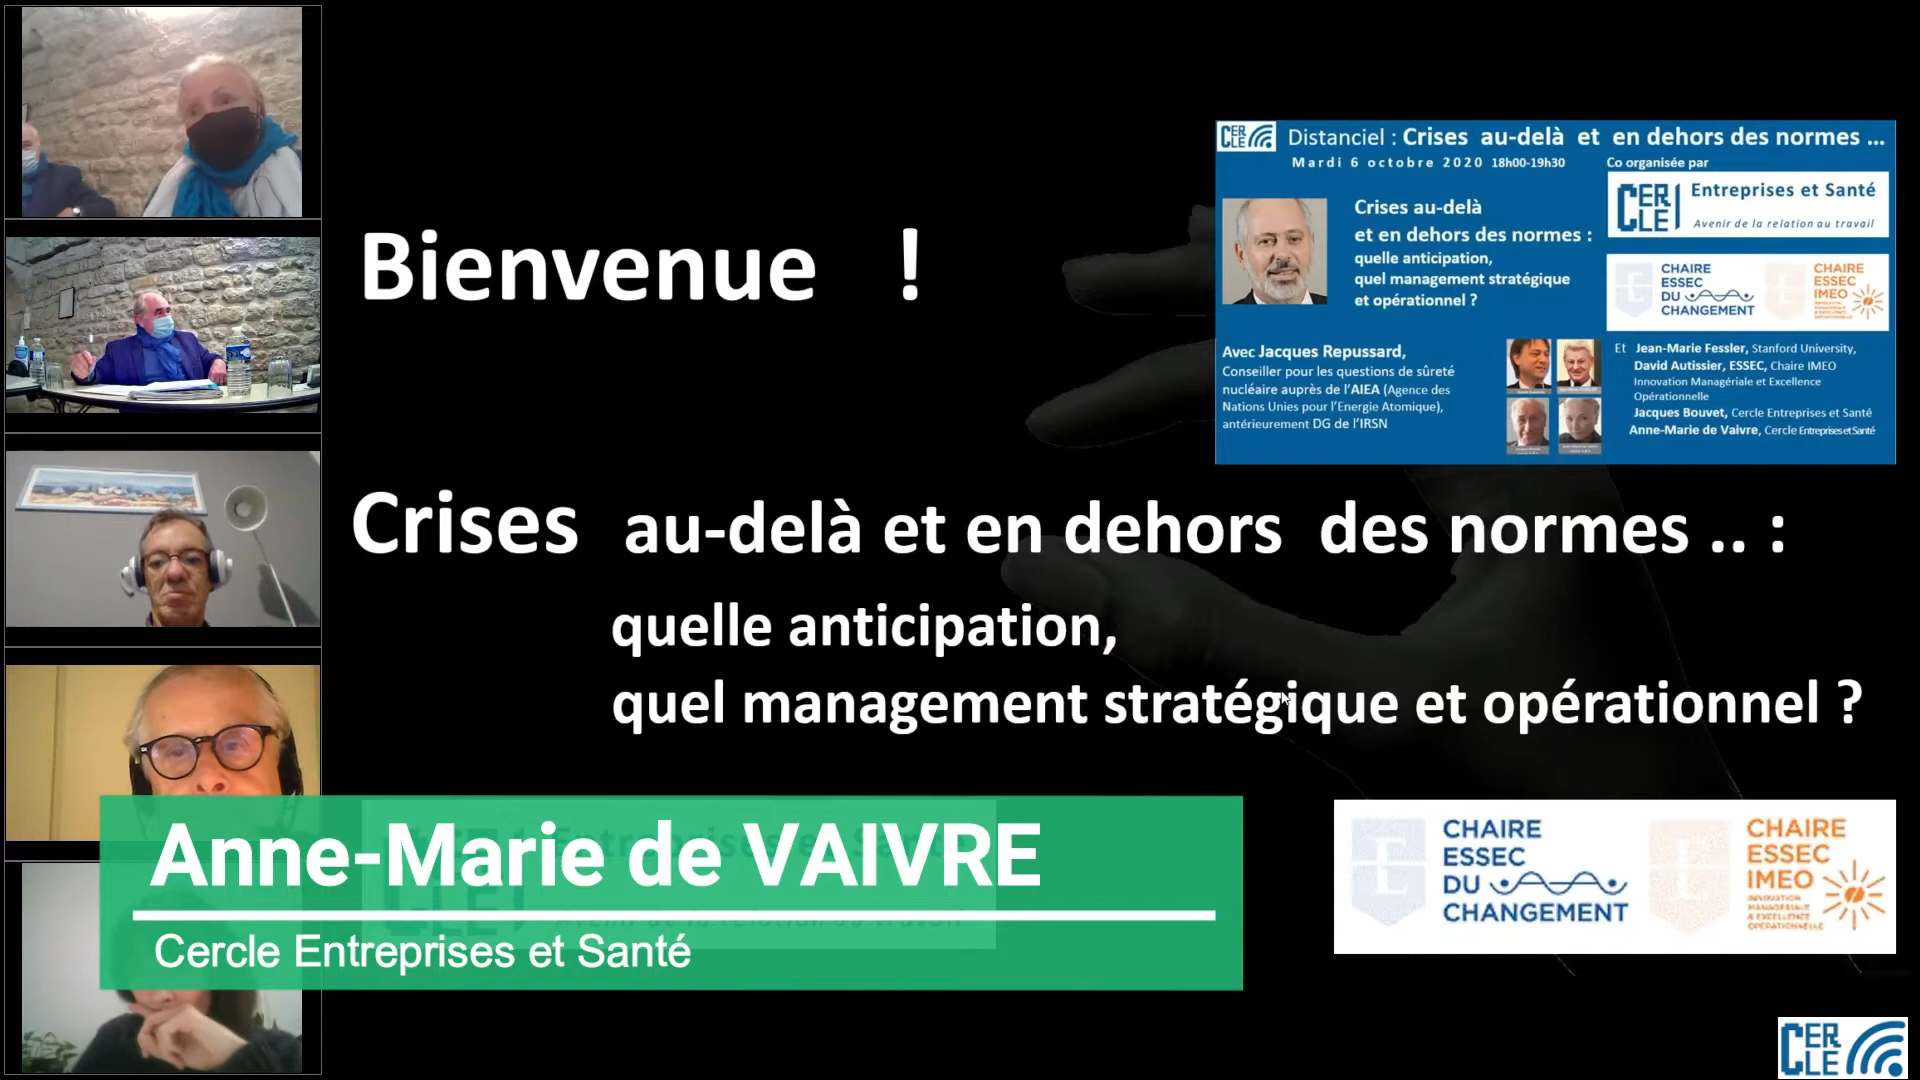 Bienvenue !
CERCLE
Distanciel : Crises au-delà et en dehors des normes ...
Mardi 6 octobre 2020 18h00-19h30
Co organisée par
CERCLE
Entreprises et Santé
Avenir de la relation au travail
Crises au-delà
et en dehors des normes :
quelle anticipation,
quel management stratégique
et opérationnel ?
CHAIRE
ESSEC
DU
CHANGEMENT
CHAIRE
ESSEC
IMEO
Avec Jacques Repussard,
Conseiller pour les questions de sûreté
nucléaire auprès de l'AIEA (Agence des
Nations Unies pour l'Energie Atomique),
antérieurement DG de l'IRSN
Et Jean-Marie Fessler, Stanford University,
David Autissier, ESSEC, Chaire IMEO
Innovation Managériale et Excellence
Opérationnelle
Jacques Bouvet, Cercle Entreprises et Santé
Anne-Marie de Vaivre, Cercle Entreprises et Santé
Crises au-delà et en dehors des normes .. :
quelle anticipation,
quel management stratégique et opérationnel ?
Anne-Marie de VAIVRE
Cercle Entreprises et Santé
CHAIRE
ESSEC
DU
CHANGEMENT
CHAIRE
ESSEC
IMEO
INNOVATION
MANAGÉRIALE
& EXCELLENCE
OPÉRATIONNELLE
CERCLE